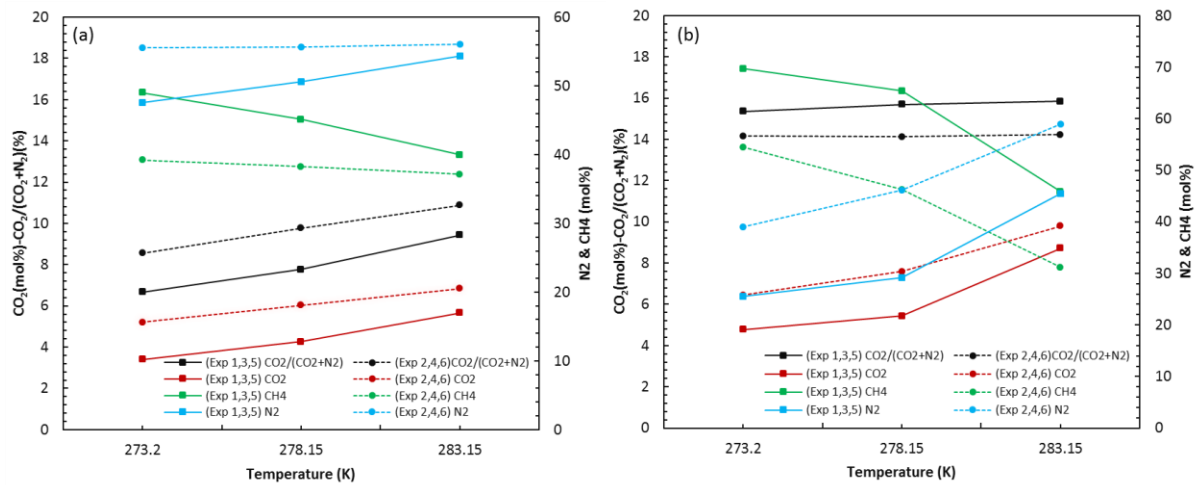 (a)
20
18
16
14
12
10
8
6
4
2
0
CO2(mol%)-CO2/(CO2+N2)(%)
60
50
40
30
20
10
0
N2 & CH4 (mol%)
(Exp 1,3,5) CO2/(CO2+N2)
(Exp 2,4,6)CO2/(CO2+N2)
(Exp 1,3,5) CO2
(Exp 2,4,6) CO2
(Exp 1,3,5) CH4
(Exp 2,4,6) CH4
(Exp 1,3,5) N2
(Exp 2,4,6) N2
273.2 278.15 283.15
Temperature (K)
(b)
20
18
16
14
12
10
8
6
4
2
0
CO2(mol%)-CO2/(CO2+N2)(%)
80
70
60
50
40
30
20
10
0
N2 & CH4 (mol%)
(Exp 1,3,5) CO2/(CO2+N2)
(Exp 2,4,6)CO2/(CO2+N2)
(Exp 1,3,5) CO2
(Exp 2,4,6) CO2
(Exp 1,3,5) CH4
(Exp 2,4,6) CH4
(Exp 1,3,5) N2
(Exp 2,4,6) N2
273.2 278.15 283.15
Temperature (K)